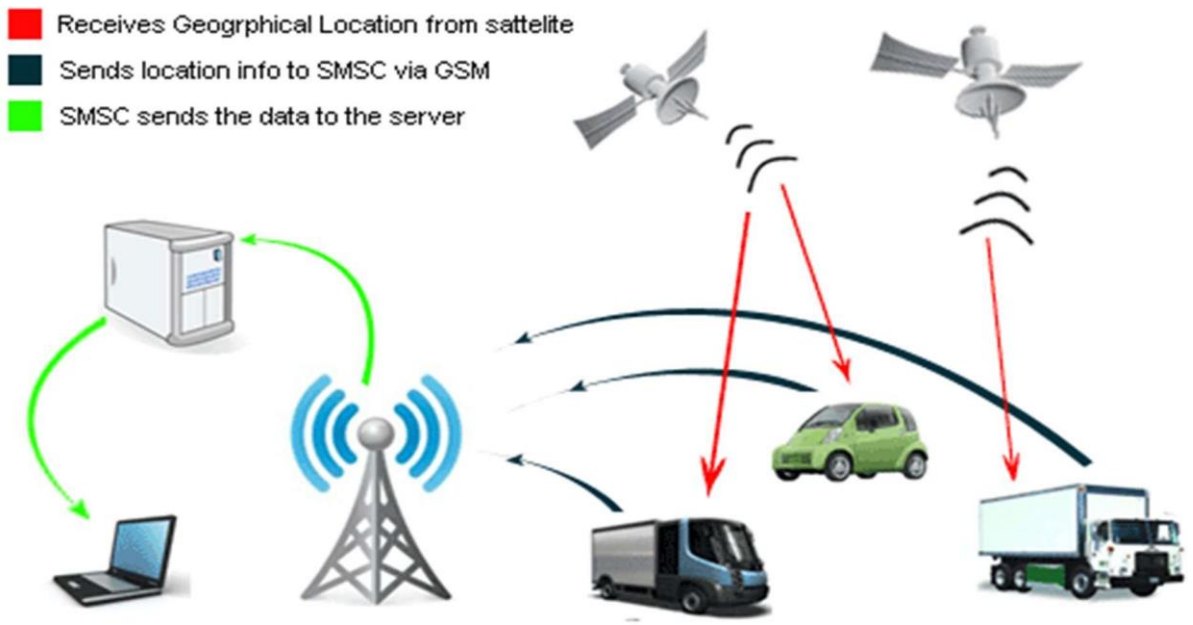 Receives Geogrphical Location from sattelite
Sends location info to SMSC via GSM
SMSC sends the data to the server